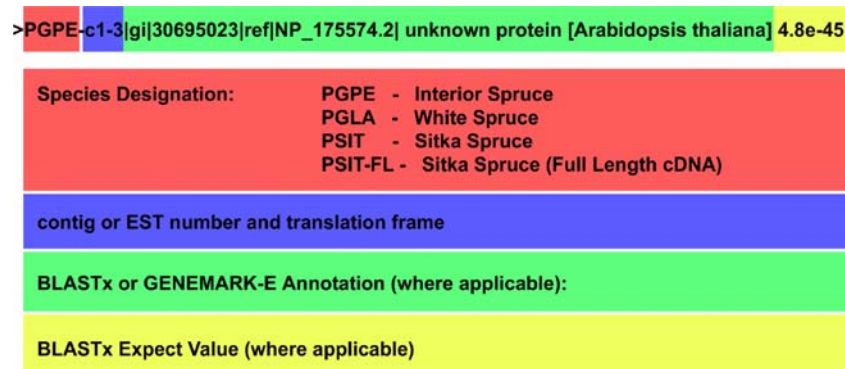 >PGPE-c1-3|gi|30695023|ref|NP_175574.2| unknown protein [Arabidopsis thaliana] 4.8e-45
Species Designation: PGPE - Interior Spruce
PGLA - White Spruce
PSIT - Sitka Spruce
PSIT-FL - Sitka Spruce (Full Length cDNA)
contig or EST number and translation frame
BLASTx or GENEMARK-E Annotation (where applicable):
BLASTx Expect Value (where applicable)